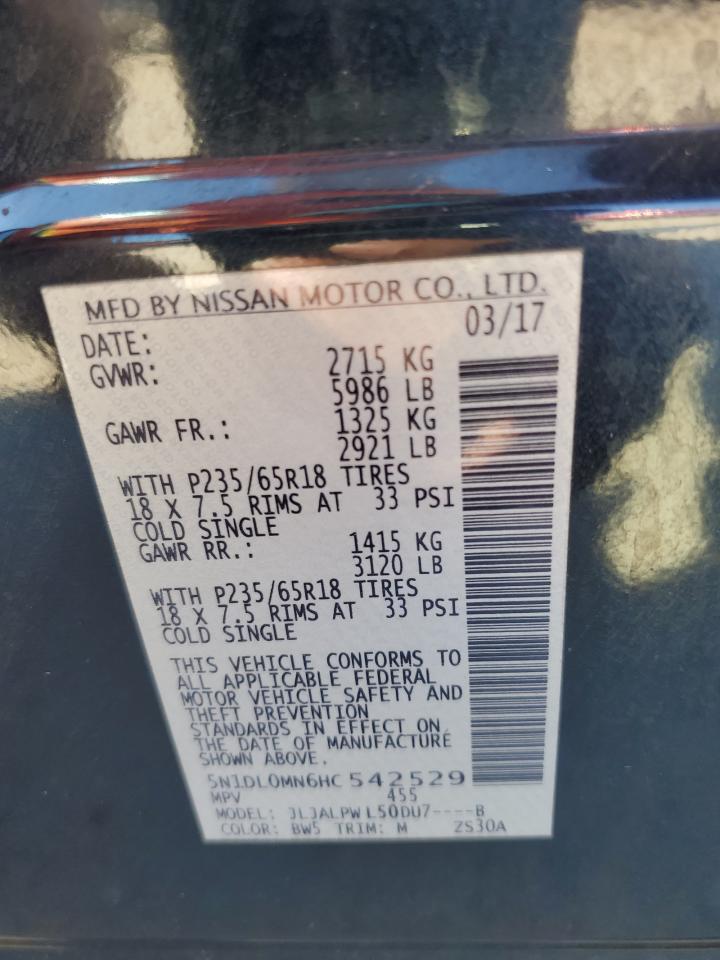 MFD BY NISSAN MOTOR CO., LTD.
DATE: 03/17
GVWR: 2715 KG
5986 LB
GAWR FR.: 1325 KG
2921 LB
WITH P235/65R18 TIRES
18 X 7.5 RIMS AT 33 PSI
COLD SINGLE
GAWR RR.: 1415 KG
3120 LB
WITH P235/65R18 TIRES
18 X 7.5 RIMS AT 33 PSI
COLD SINGLE
THIS VEHICLE CONFORMS TO
ALL APPLICABLE FEDERAL
MOTOR VEHICLE SAFETY AND
THEFT PREVENTION
STANDARDS IN EFFECT ON
THE DATE OF MANUFACTURE
SHOWN ABOVE.
5N1DL0MN6HC542529
MPV 455
MODEL: JLJALPW L50DU7----B
COLOR: BW5 TRIM: M ZS30A